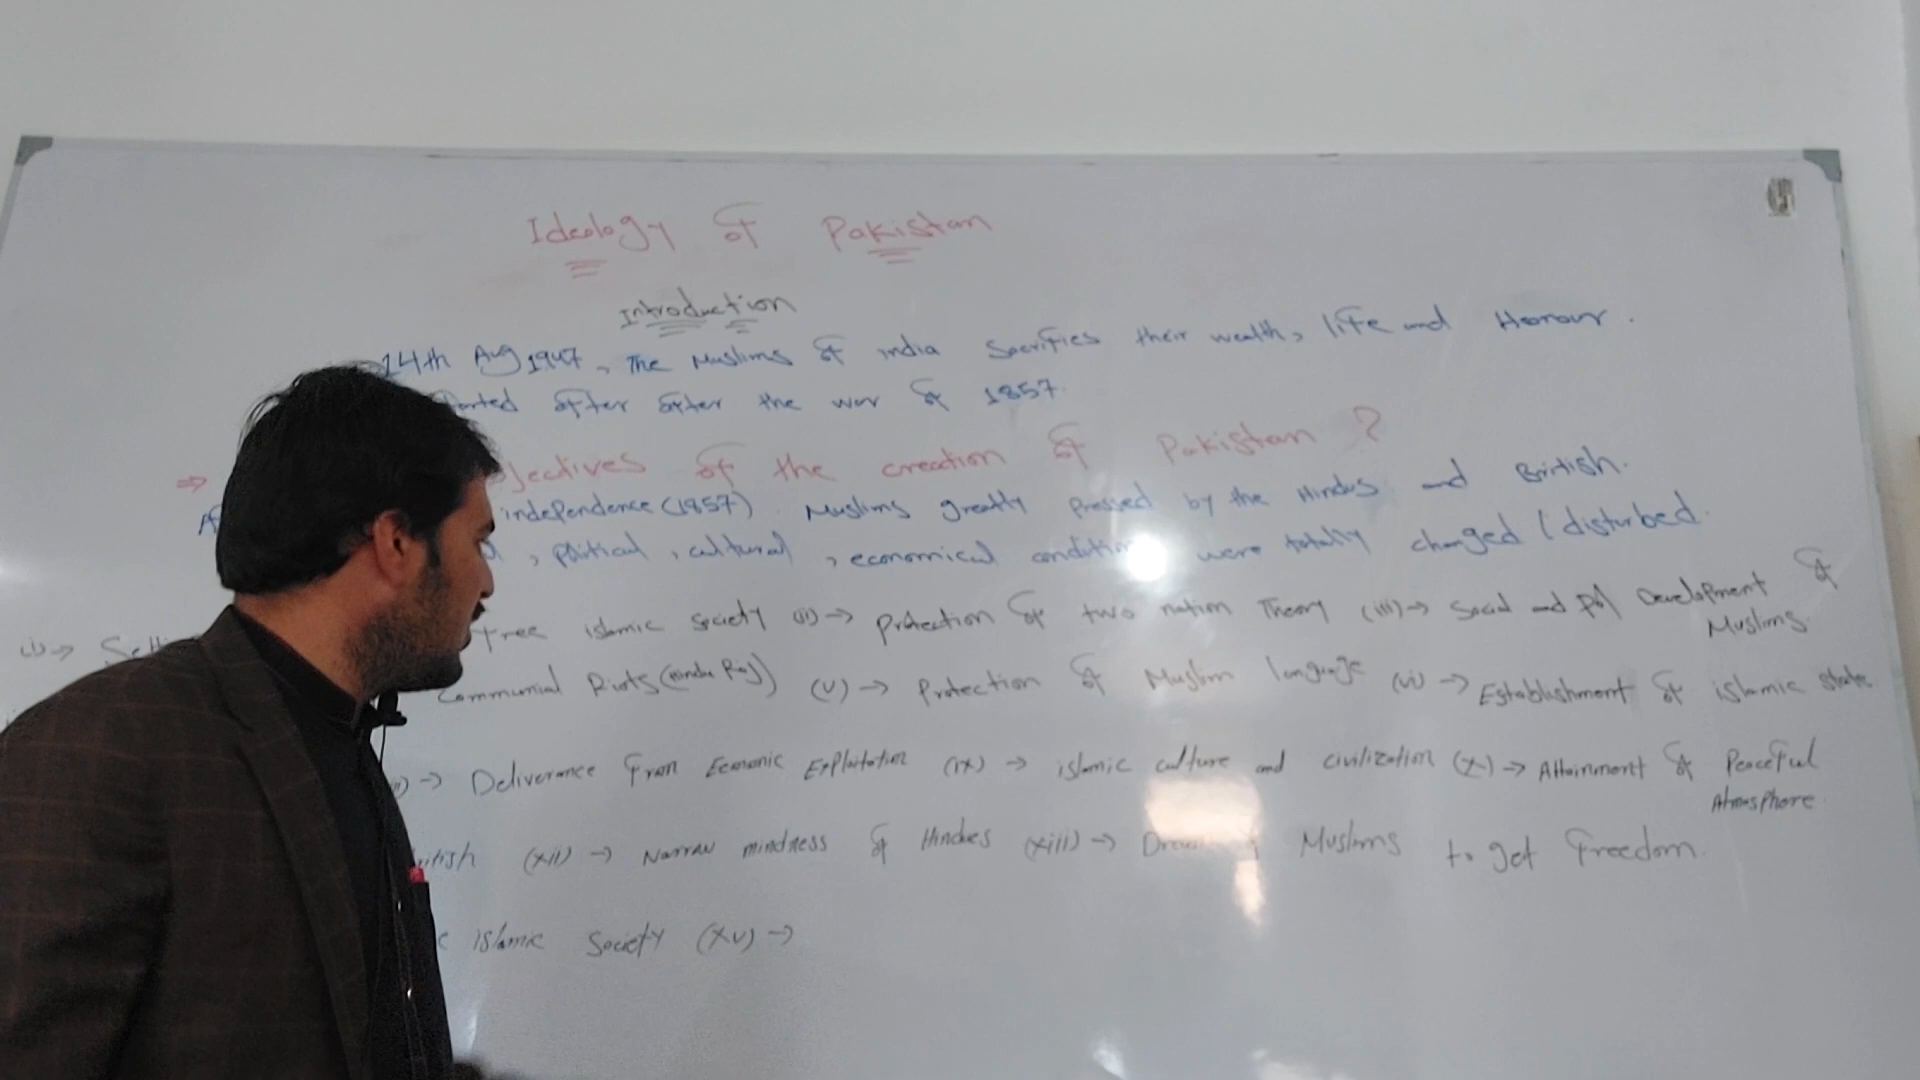 Ideology of Pakistan
Introduction
14th Aug 1947, The Muslims of india Sacrifies their wealth, life and Honour.
after after the war of 1857.
⇒ jectives of the creation of Pakistan ?
independence (1857) Muslims greatly pressed by the Hindus and British.
, political, cultural, economical condition were totally changed / disturbed.
(i)→ free islamic society (ii)→ Protection of two nation Theory (iii)→ Social and Pol Development of Muslims
Communial Riots (Hindu Raj) (v)→ Protection of Muslim language (vi)→ Establishment of islamic state
→ Deliverance From Economic Exploitation (ix)→ islamic culture and civilization (x)→ Attainment of Peaceful Atmosphere
itish (xii)→ Narrow mindness of Hindues (xiii)→ Muslims to get Freedom.
islamic Society (xv)→